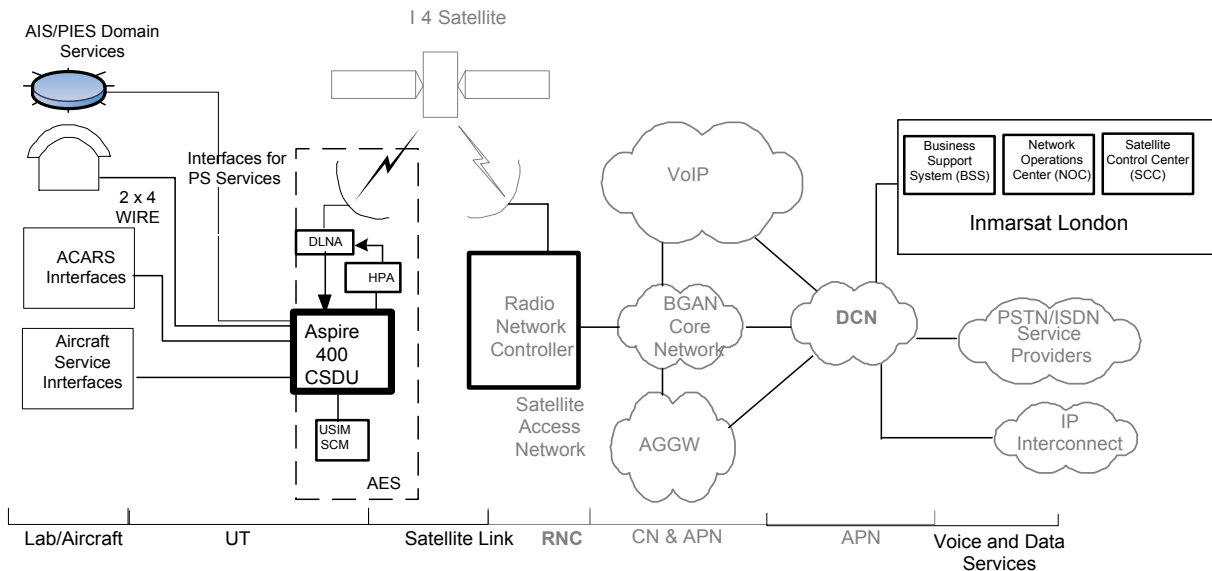 I 4 Satellite
AIS/PIES Domain
Services
Interfaces for
PS Services
2 x 4
WIRE
ACARS
Inrterfaces
Aircraft
Service
Inrterfaces
DLNA
HPA
Aspire
400
CSDU
USIM
SCM
AES
Radio
Network
Controller
Satellite
Access
Network
VoIP
BGAN
Core
Network
AGGW
DCN
Business
Support
System (BSS)
Network
Operations
Center (NOC)
Satellite
Control Center
(SCC)
Inmarsat London
PSTN/ISDN
Service
Providers
IP
Interconnect
Lab/Aircraft
UT
Satellite Link
RNC
CN & APN
APN
Voice and Data
Services